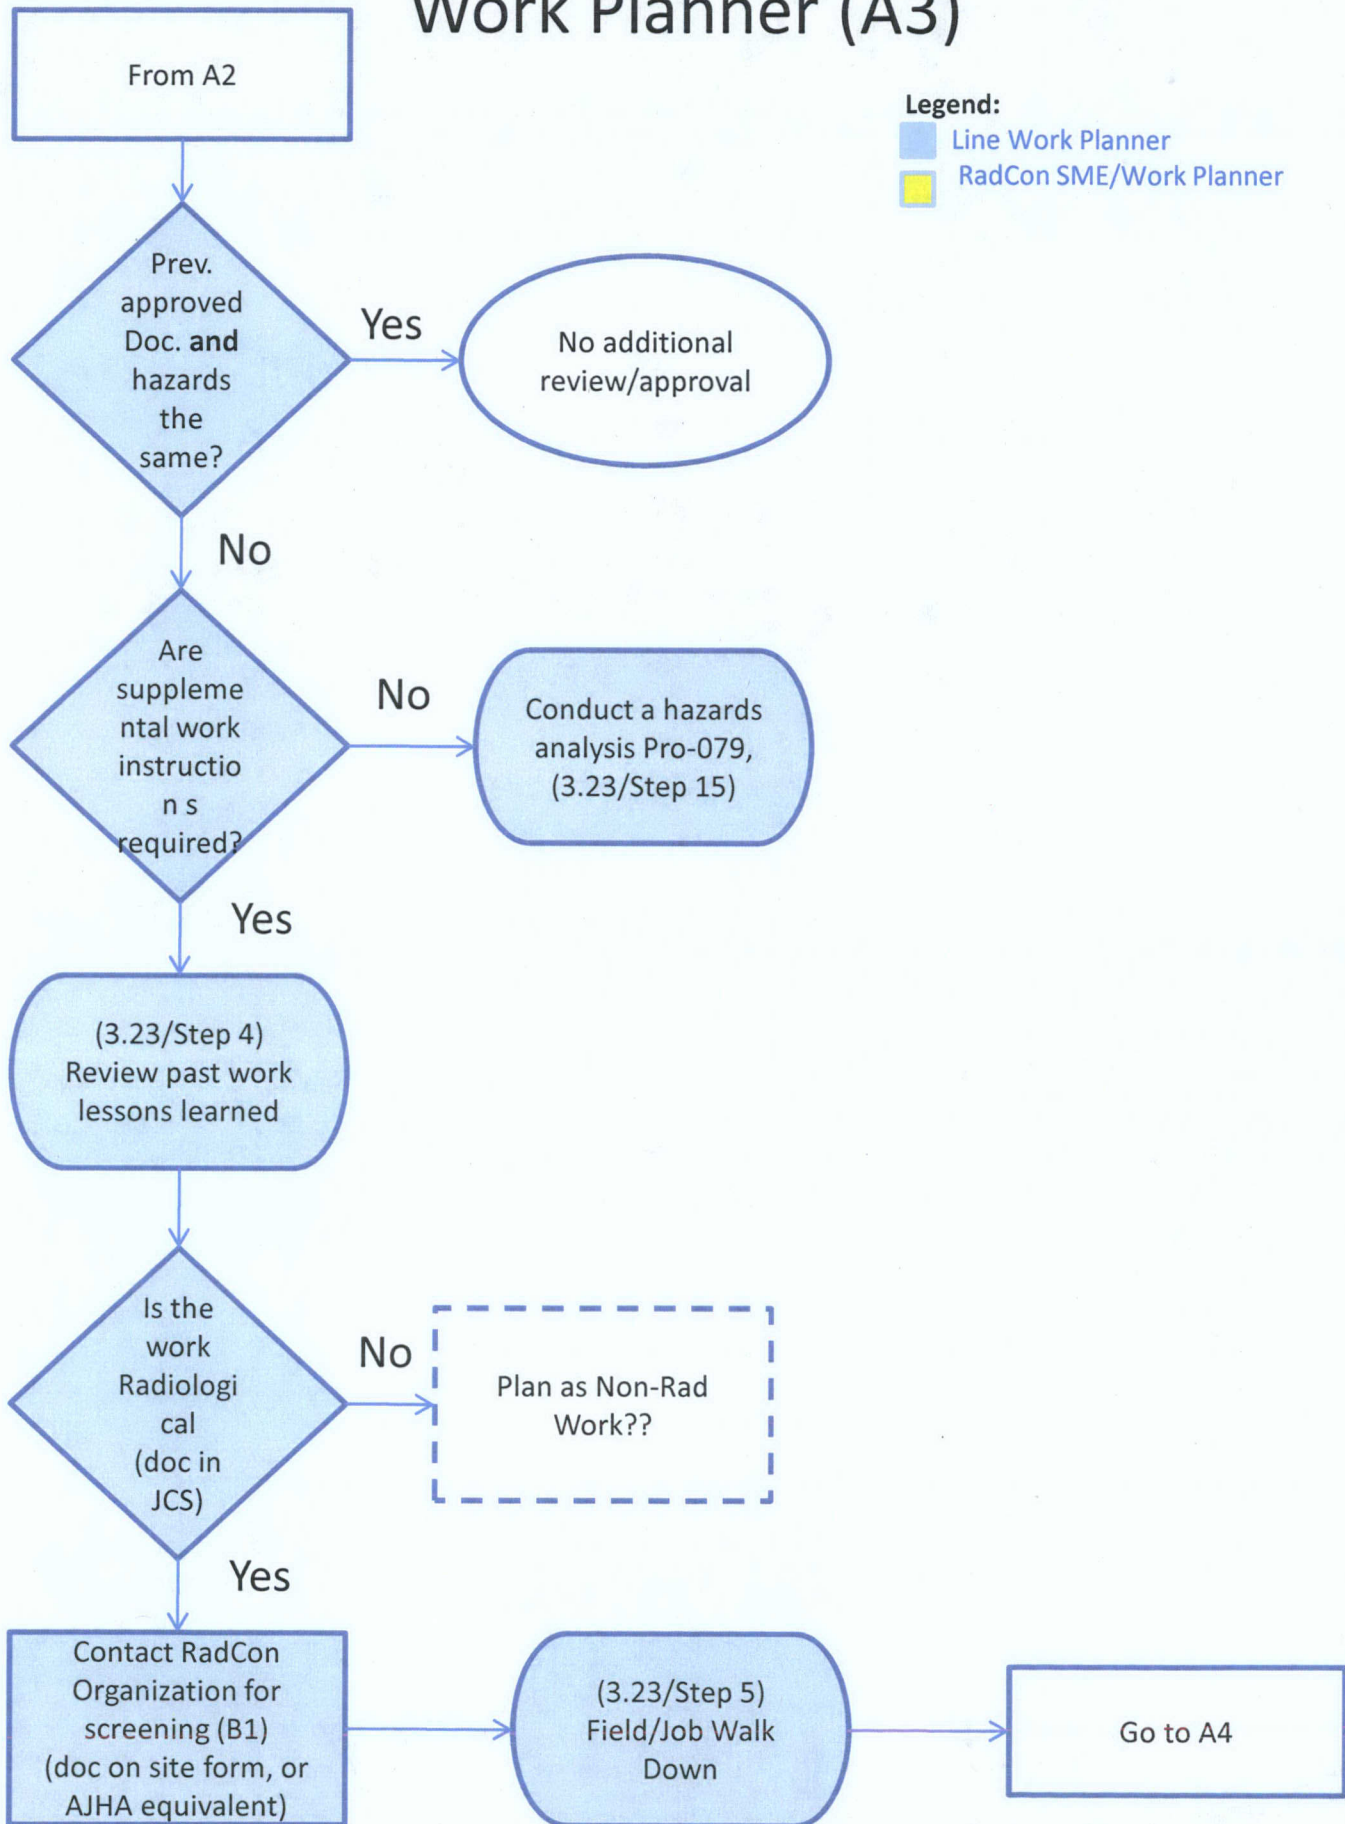 Work Planner (A3)
From A2
Legend:
Line Work Planner
RadCon SME/Work Planner
Prev.
approved
Doc. and
hazards
the
same?
Yes
No additional
review/approval
No
Are
suppleme
ntal work
instructio
n s
required?
No
Conduct a hazards
analysis Pro-079,
(3.23/Step 15)
Yes
(3.23/Step 4)
Review past work
lessons learned
Is the
work
Radiologi
cal
(doc in
JCS)
No
Plan as Non-Rad
Work??
Yes
Contact RadCon
Organization for
screening (B1)
(doc on site form, or
AJHA equivalent)
(3.23/Step 5)
Field/Job Walk
Down
Go to A4